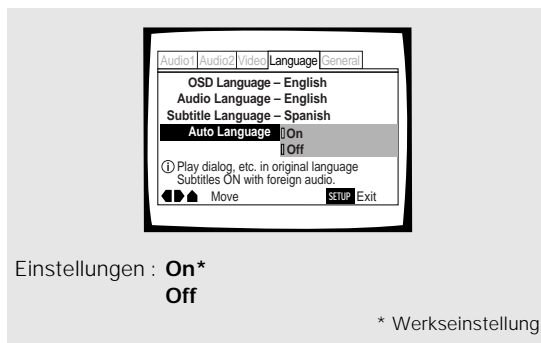 Audio1 Audio2 Video Language General
OSD Language – English
Audio Language – English
Subtitle Language – Spanish
Auto Language On
Off
i Play dialog, etc. in original language
Subtitles ON with foreign audio.
Move SETUP Exit
Einstellungen : On*
Off
* Werkseinstellung